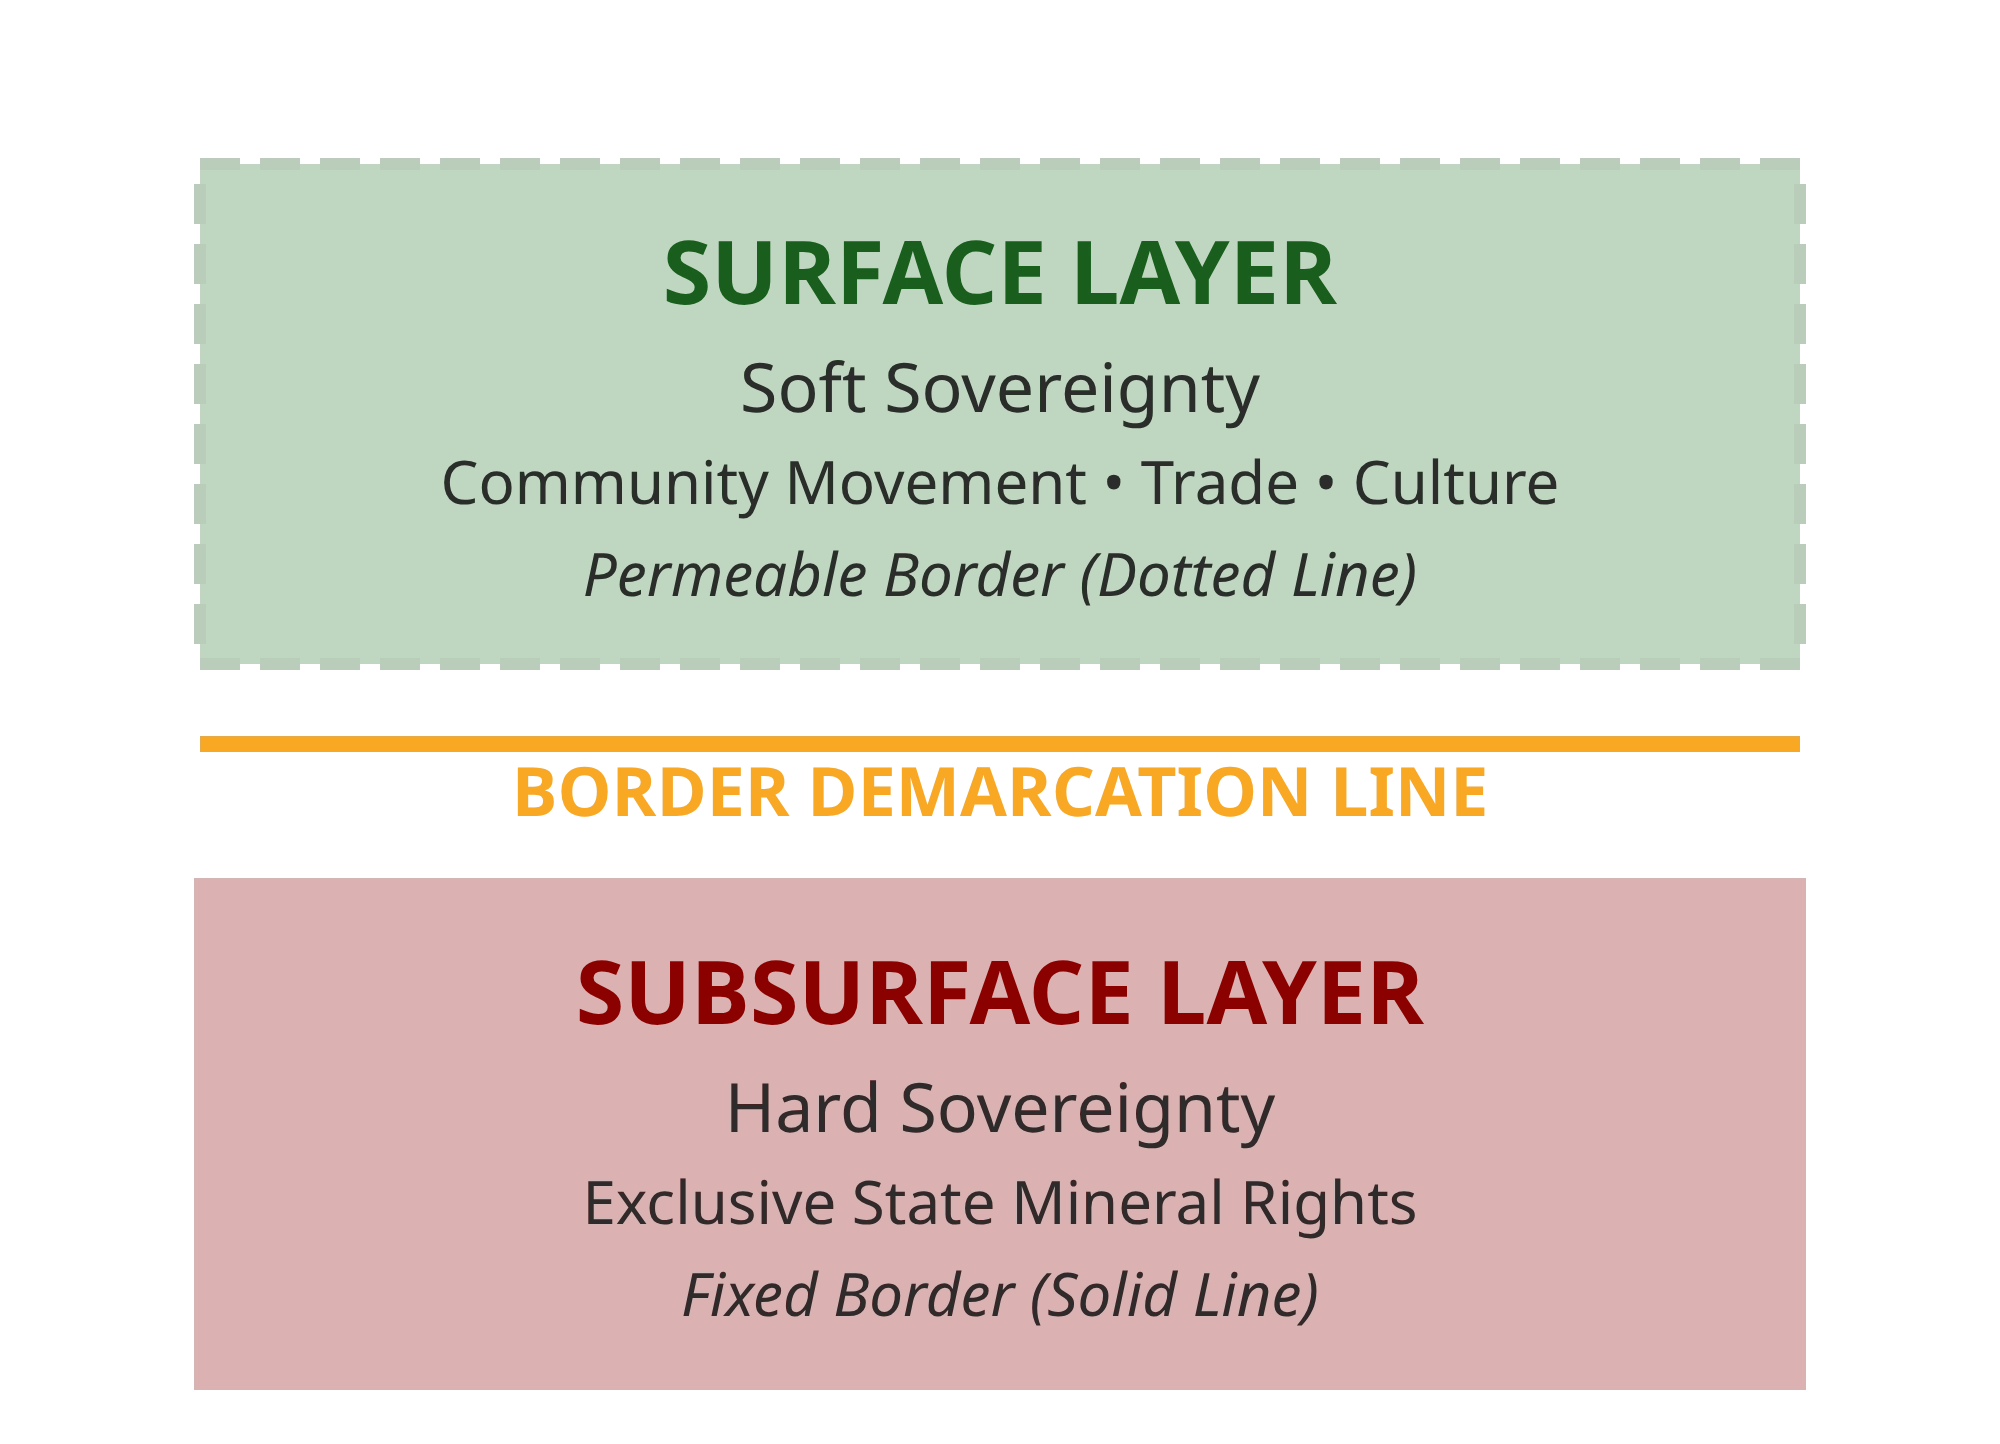 SURFACE LAYER
Soft Sovereignty
Community Movement • Trade • Culture
Permeable Border (Dotted Line)
BORDER DEMARCATION LINE
SUBSURFACE LAYER
Hard Sovereignty
Exclusive State Mineral Rights
Fixed Border (Solid Line)